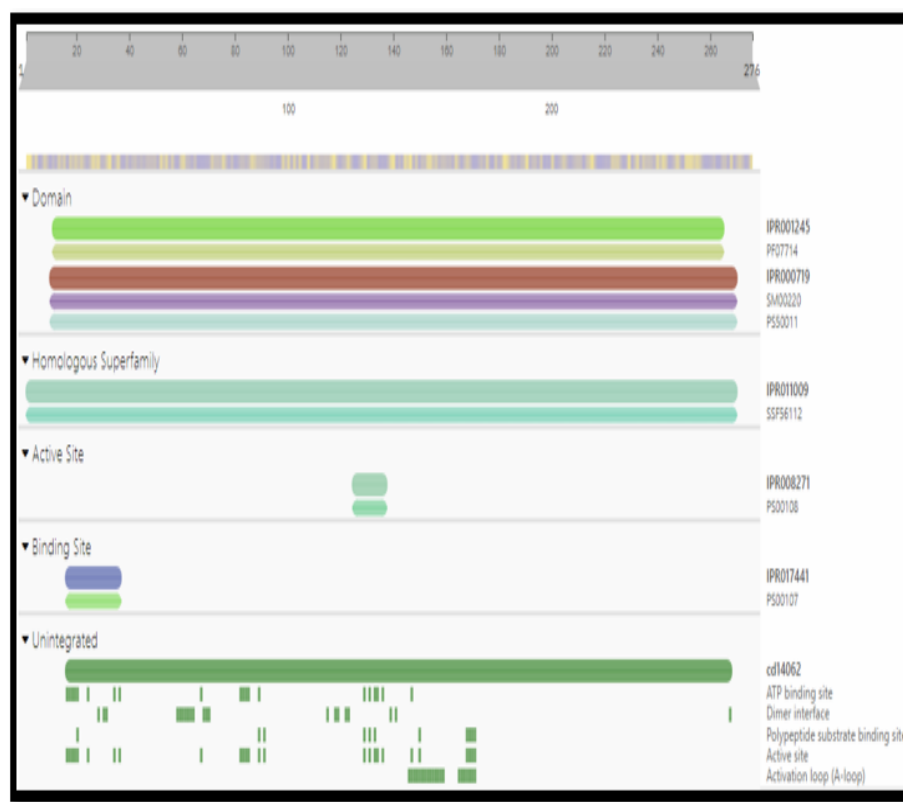 20 40 60 80 100 120 140 160 180 200 220 240 260
1 276
100 200
Domain
IPR001245
PF07714
IPR000719
SM00220
PS50011
Homologous Superfamily
IPR011009
SSF56112
Active Site
IPR008271
PS00108
Binding Site
IPR017441
PS00107
Unintegrated
cd14062
ATP binding site
Dimer interface
Polypeptide substrate binding site
Active site
Activation loop (A-loop)